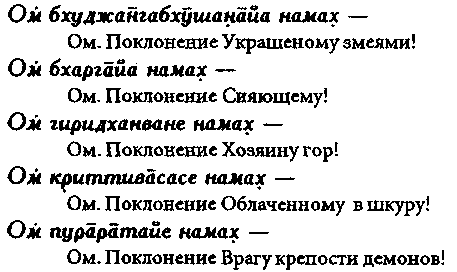 Ом̇ бхуджан̇габхӯшан̣а̄йа намах̣ —
Ом. Поклонение Украшеному змеями!
Ом̇ бхарга̄йа намах̣ —
Ом. Поклонение Сияющему!
Ом̇ гиридханване намах̣ —
Ом. Поклонение Хозяину гор!
Ом̇ криттива̄сасе намах̣ —
Ом. Поклонение Облаченному в шкуру!
Ом̇ пура̄ра̄тайе намах̣ —
Ом. Поклонение Врагу крепости демонов!